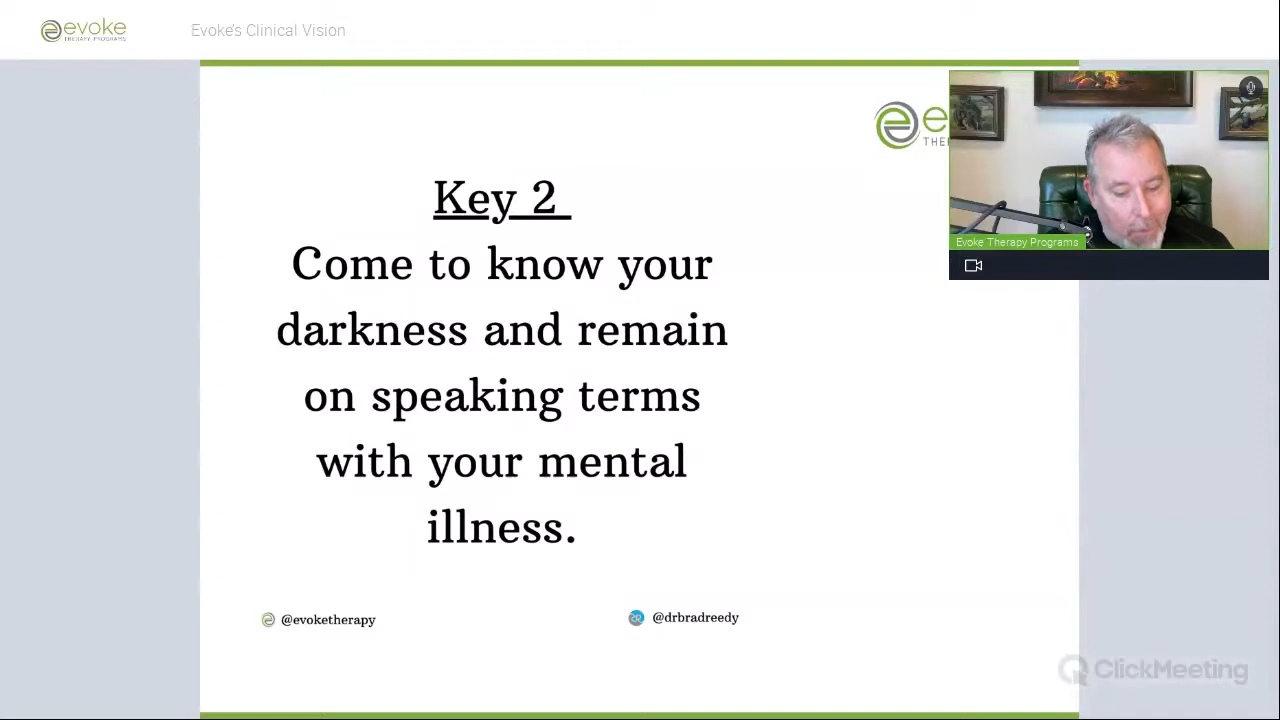 evoke
THERAPY PROGRAMS
Evoke's Clinical Vision
e
THE
Key 2
Come to know your
darkness and remain
on speaking terms
with your mental
illness.
Evoke Therapy Programs
@evoketherapy
@drbradreedy
ClickMeeting